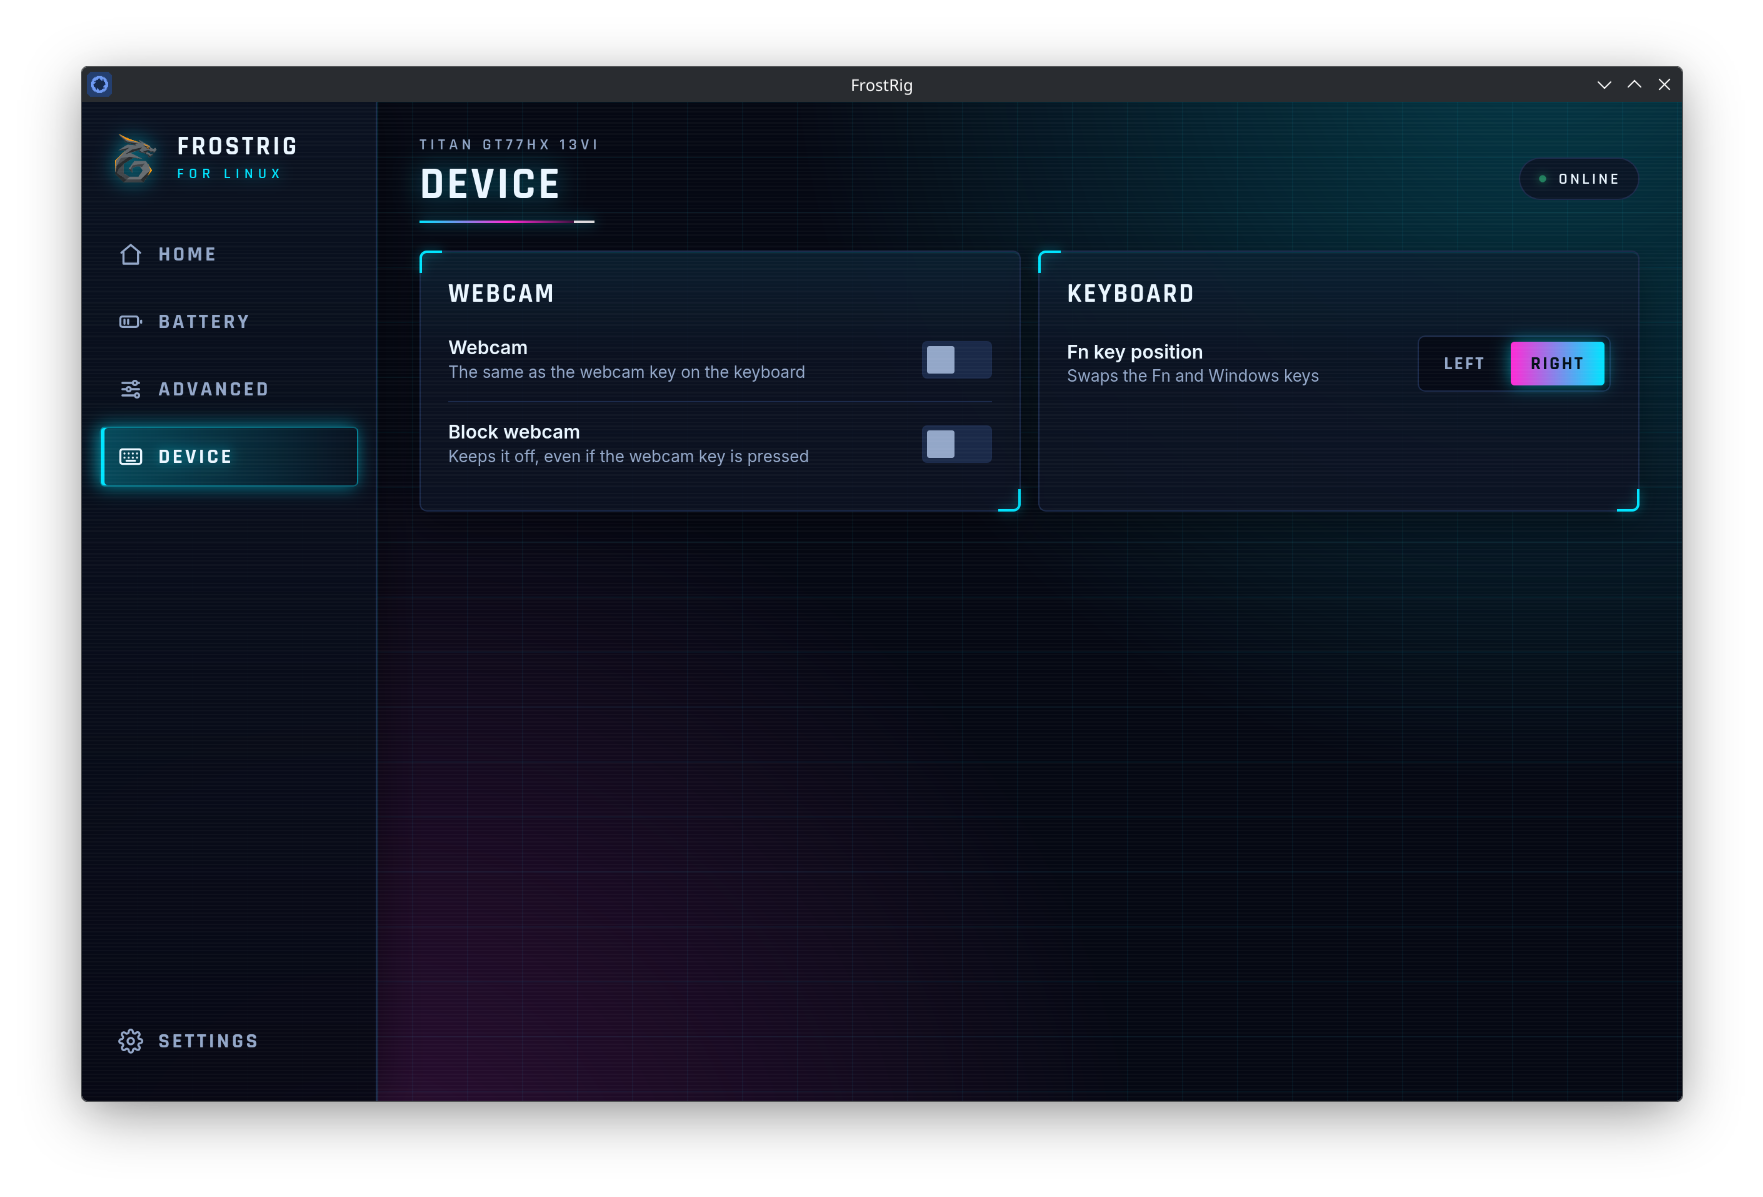 FrostRig
FROSTRIG
FOR LINUX
HOME
BATTERY
ADVANCED
DEVICE
SETTINGS
TITAN GT77HX 13VI
DEVICE
ONLINE
WEBCAM
Webcam
The same as the webcam key on the keyboard
Block webcam
Keeps it off, even if the webcam key is pressed
KEYBOARD
Fn key position
Swaps the Fn and Windows keys
LEFT RIGHT